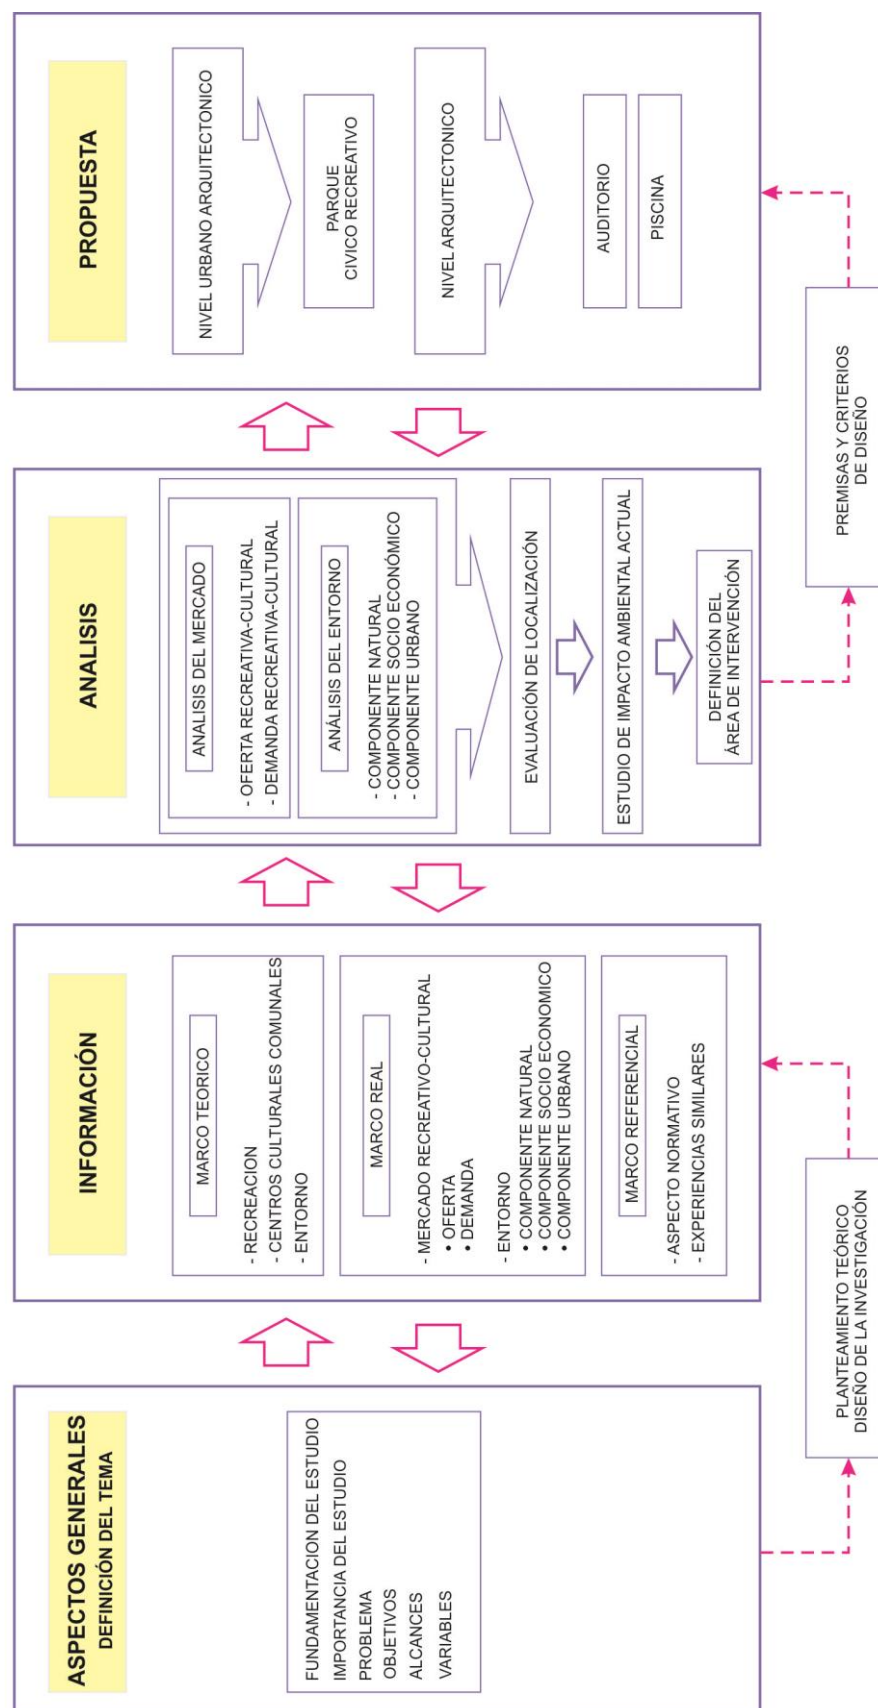 ASPECTOS GENERALES
DEFINICIÓN DEL TEMA
FUNDAMENTACION DEL ESTUDIO
IMPORTANCIA DEL ESTUDIO
PROBLEMA
OBJETIVOS
ALCANCES
VARIABLES
PLANTEAMIENTO TEÓRICO
DISEÑO DE LA INVESTIGACIÓN
INFORMACIÓN
MARCO TEORICO
- RECREACION
- CENTROS CULTURALES COMUNALES
- ENTORNO
MARCO REAL
- MERCADO RECREATIVO-CULTURAL
• OFERTA
• DEMANDA
- ENTORNO
• COMPONENTE NATURAL
• COMPONENTE SOCIO ECONOMICO
• COMPONENTE URBANO
MARCO REFERENCIAL
- ASPECTO NORMATIVO
- EXPERIENCIAS SIMILARES
ANALISIS
ANALISIS DEL MERCADO
- OFERTA RECREATIVA-CULTURAL
- DEMANDA RECREATIVA-CULTURAL
ANÁLISIS DEL ENTORNO
- COMPONENTE NATURAL
- COMPONENTE SOCIO ECONÓMICO
- COMPONENTE URBANO
EVALUACIÓN DE LOCALIZACIÓN
ESTUDIO DE IMPACTO AMBIENTAL ACTUAL
DEFINICIÓN DEL
ÁREA DE INTERVENCIÓN
PREMISAS Y CRITERIOS
DE DISEÑO
PROPUESTA
NIVEL URBANO ARQUITECTONICO
PARQUE
CIVICO RECREATIVO
NIVEL ARQUITECTONICO
AUDITORIO
PISCINA